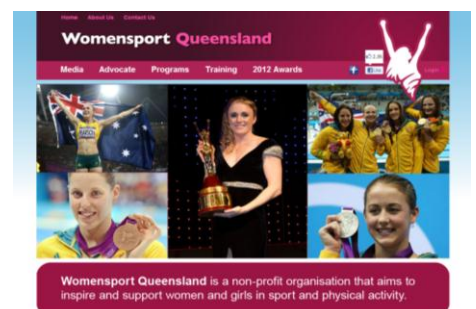 Home About Us Contact Us
Womensport Queensland
Media Advocate Programs Training 2012 Awards
Login
Womensport Queensland is a non-profit organisation that aims to
inspire and support women and girls in sport and physical activity.